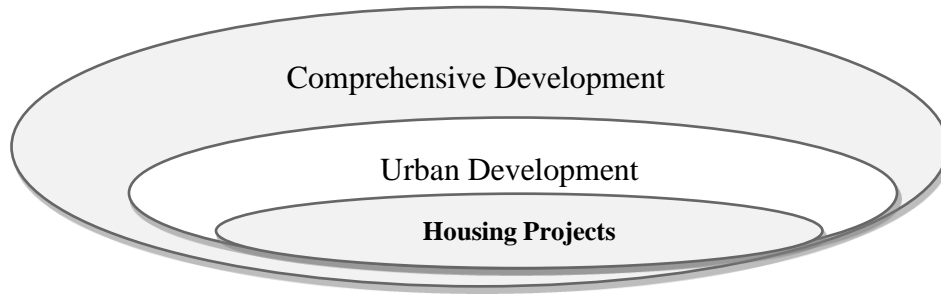 Comprehensive Development
Urban Development
Housing Projects